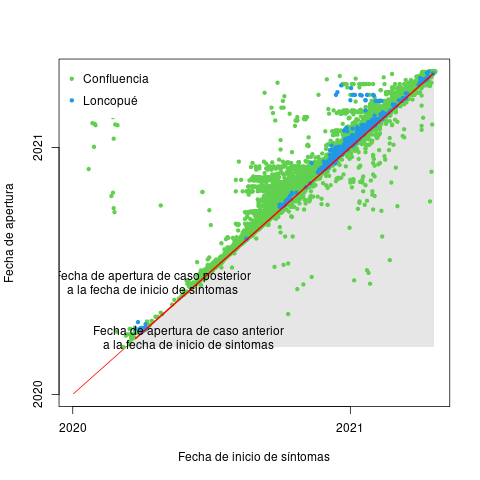 Confluencia
Loncopué
2021
Fecha de apertura
fecha de apertura de caso posterior
a la fecha de inicio de síntomas
Fecha de apertura de caso anterior
a la fecha de inicio de sintomas
2020
2020
2021
Fecha de inicio de síntomas